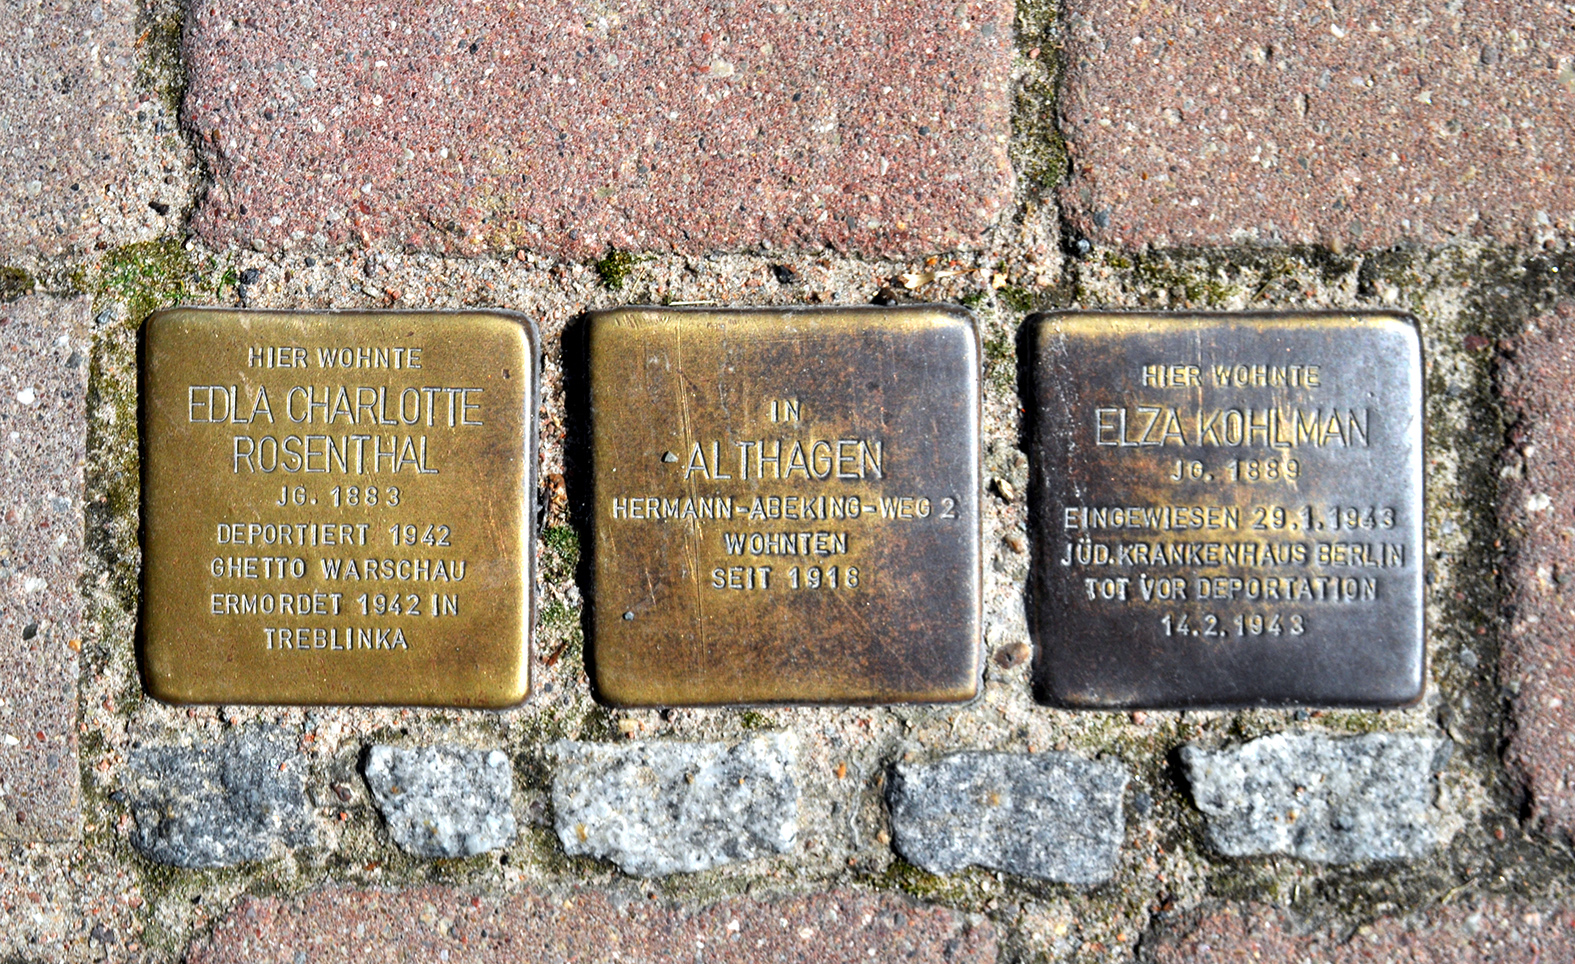 HIER WOHNTE
EDLA CHARLOTTE
ROSENTHAL
JG. 1883
DEPORTIERT 1942
GHETTO WARSCHAU
ERMORDET 1942 IN
TREBLINKA
IN
ALTHAGEN
HERMANN-ABEKING-WEG 2
WOHNTEN
SEIT 1918
HIER WOHNTE
ELZA KOHLMAN
JG. 1889
EINGEWIESEN 29.1.1943
JÜD.KRANKENHAUS BERLIN
TOT VOR DEPORTATION
14.2.1943